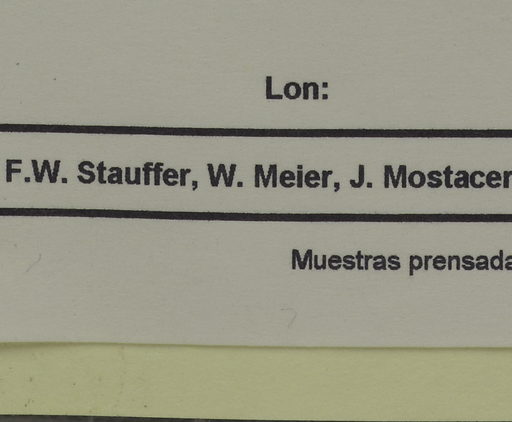 Lon:
F.W. Stauffer, W. Meier, J. Mostacer
Muestras prensada